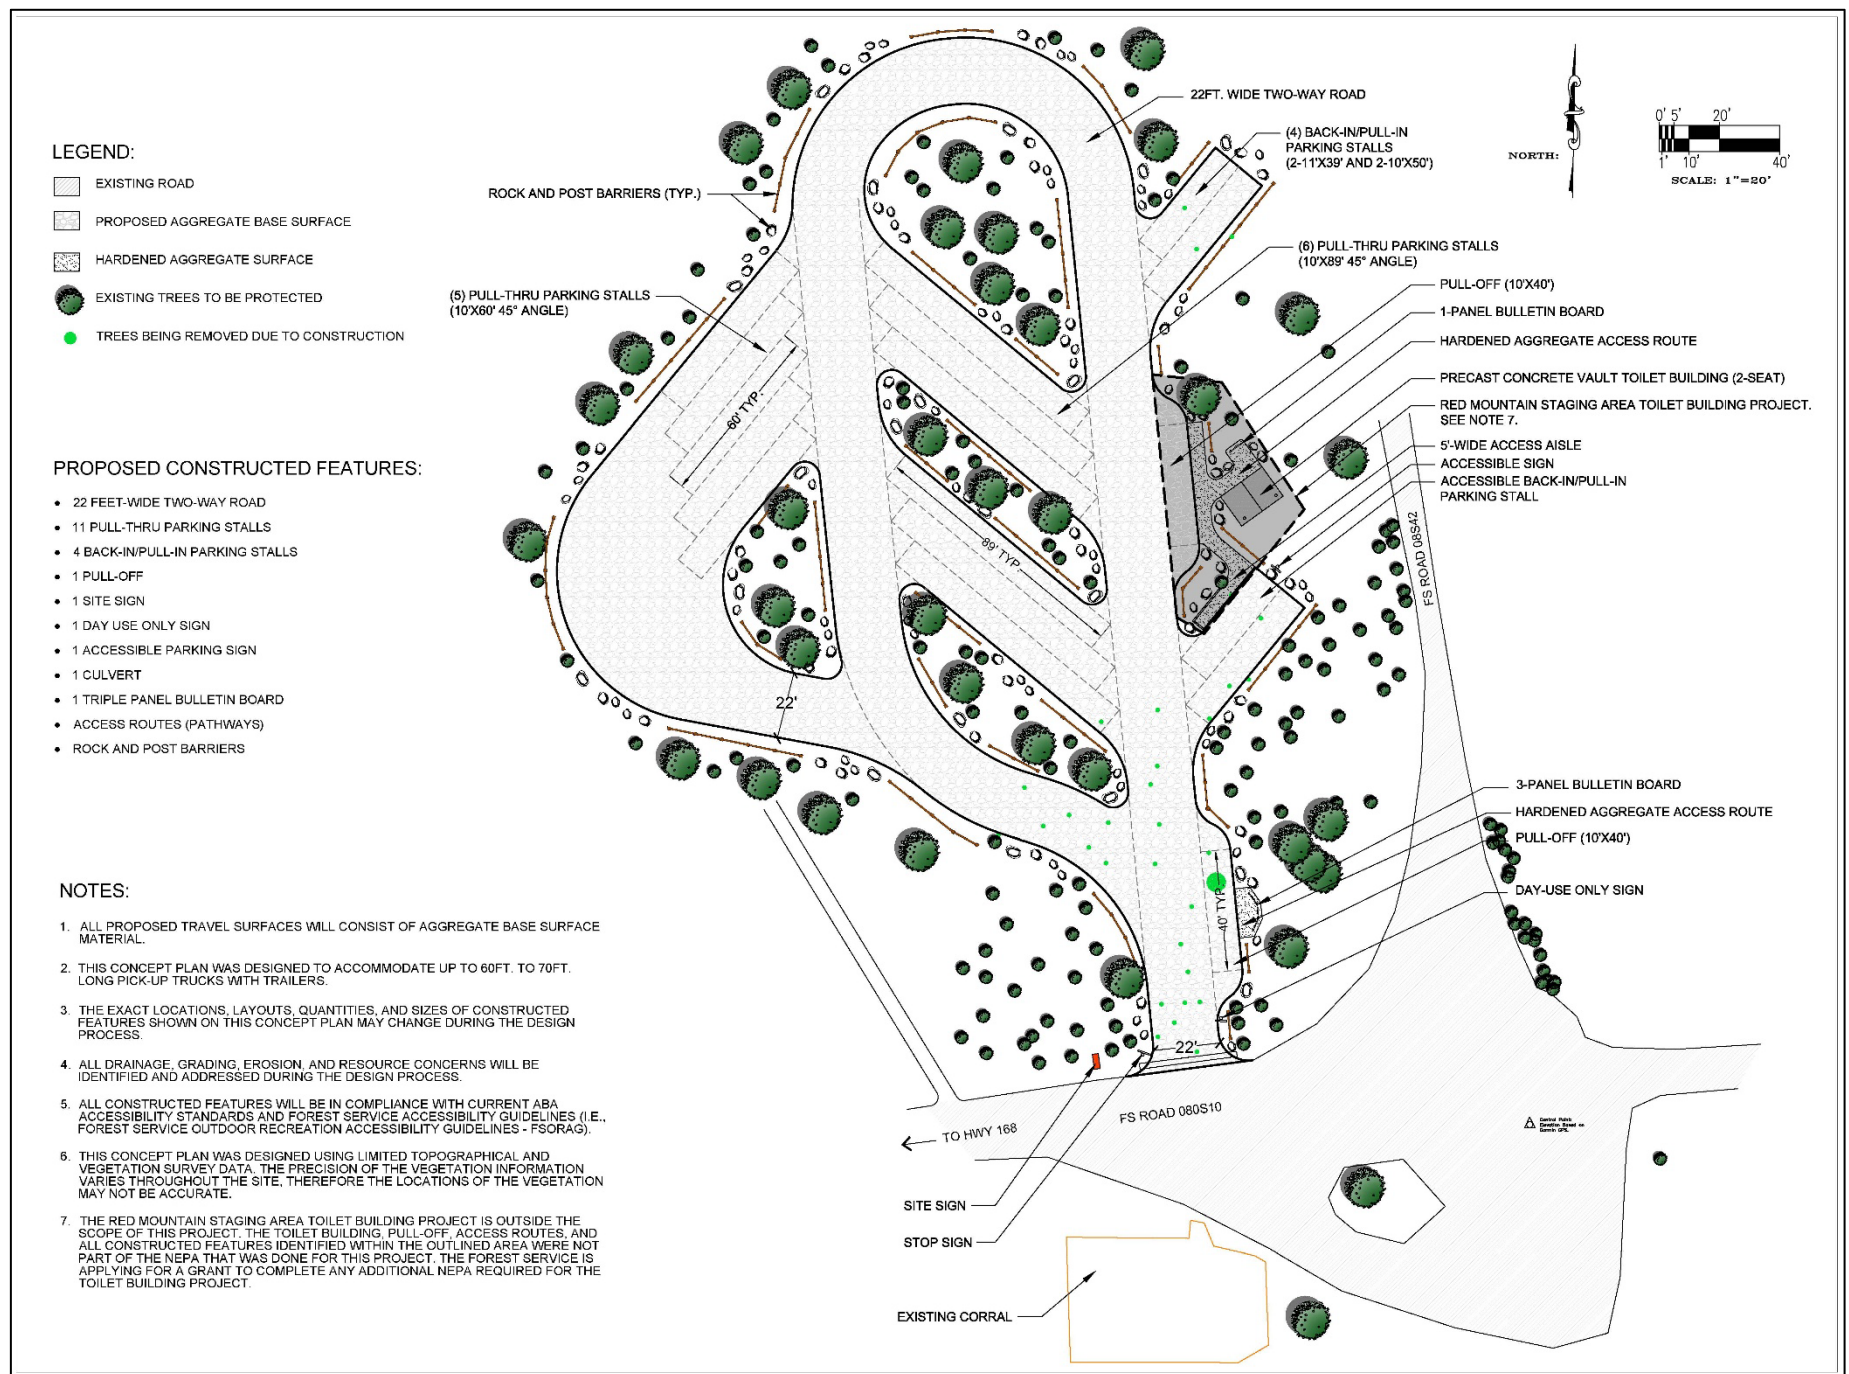 LEGEND:
EXISTING ROAD
PROPOSED AGGREGATE BASE SURFACE
HARDENED AGGREGATE SURFACE
EXISTING TREES TO BE PROTECTED
TREES BEING REMOVED DUE TO CONSTRUCTION
PROPOSED CONSTRUCTED FEATURES:
• 22 FEET-WIDE TWO-WAY ROAD
• 11 PULL-THRU PARKING STALLS
• 4 BACK-IN/PULL-IN PARKING STALLS
• 1 PULL-OFF
• 1 SITE SIGN
• 1 DAY USE ONLY SIGN
• 1 ACCESSIBLE PARKING SIGN
• 1 CULVERT
• 1 TRIPLE PANEL BULLETIN BOARD
• ACCESS ROUTES (PATHWAYS)
• ROCK AND POST BARRIERS
NOTES:
1. ALL PROPOSED TRAVEL SURFACES WILL CONSIST OF AGGREGATE BASE SURFACE
MATERIAL.
2. THIS CONCEPT PLAN WAS DESIGNED TO ACCOMMODATE UP TO 60FT. TO 70FT.
LONG PICK-UP TRUCKS WITH TRAILERS.
3. THE EXACT LOCATIONS, LAYOUTS, QUANTITIES, AND SIZES OF CONSTRUCTED
FEATURES SHOWN ON THIS CONCEPT PLAN MAY CHANGE DURING THE DESIGN
PROCESS.
4. ALL DRAINAGE, GRADING, EROSION, AND RESOURCE CONCERNS WILL BE
IDENTIFIED AND ADDRESSED DURING THE DESIGN PROCESS.
5. ALL CONSTRUCTED FEATURES WILL BE IN COMPLIANCE WITH CURRENT ABA
ACCESSIBILITY STANDARDS AND FOREST SERVICE ACCESSIBILITY GUIDELINES (I.E.,
FOREST SERVICE OUTDOOR RECREATION ACCESSIBILITY GUIDELINES - FSORAG).
6. THIS CONCEPT PLAN WAS DESIGNED USING LIMITED TOPOGRAPHICAL AND
VEGETATION SURVEY DATA. THE PRECISION OF THE VEGETATION INFORMATION
VARIES THROUGHOUT THE SITE, THEREFORE THE LOCATIONS OF THE VEGETATION
MAY NOT BE ACCURATE.
7. THE RED MOUNTAIN STAGING AREA TOILET BUILDING PROJECT IS OUTSIDE THE
SCOPE OF THIS PROJECT. THE TOILET BUILDING, PULL-OFF, ACCESS ROUTES, AND
ALL CONSTRUCTED FEATURES IDENTIFIED WITHIN THE OUTLINED AREA WERE NOT
PART OF THE NEPA THAT WAS DONE FOR THIS PROJECT. THE FOREST SERVICE IS
APPLYING FOR A GRANT TO COMPLETE ANY ADDITIONAL NEPA REQUIRED FOR THE
TOILET BUILDING PROJECT.
ROCK AND POST BARRIERS (TYP.)
(5) PULL-THRU PARKING STALLS
(10'X60' 45° ANGLE)
60' TYP.
89' TYP.
22'
22FT. WIDE TWO-WAY ROAD
(4) BACK-IN/PULL-IN
PARKING STALLS
(2-11'X39' AND 2-10'X50')
NORTH:
0' 5' 20'
1' 10' 40'
SCALE: 1"=20'
(6) PULL-THRU PARKING STALLS
(10'X89' 45° ANGLE)
PULL-OFF (10'X40')
1-PANEL BULLETIN BOARD
HARDENED AGGREGATE ACCESS ROUTE
PRECAST CONCRETE VAULT TOILET BUILDING (2-SEAT)
RED MOUNTAIN STAGING AREA TOILET BUILDING PROJECT.
SEE NOTE 7.
5'-WIDE ACCESS AISLE
ACCESSIBLE SIGN
ACCESSIBLE BACK-IN/PULL-IN
PARKING STALL
FS ROAD 08S42
3-PANEL BULLETIN BOARD
HARDENED AGGREGATE ACCESS ROUTE
PULL-OFF (10'X40')
DAY-USE ONLY SIGN
40' TYP.
22'
FS ROAD 080S10
TO HWY 168
Control Point
Elevation Based on
Garmin GPS.
SITE SIGN
STOP SIGN
EXISTING CORRAL